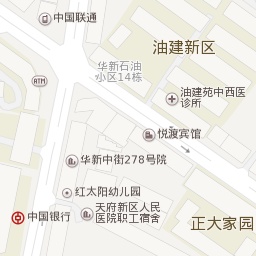 中国联通
油建新区
华新石油
小区14栋
ATM
油建苑中西医
诊所
悦渡宾馆
华新中街278号院
红太阳幼儿园
中国银行
天府新区人民
医院职工宿舍
正大家园